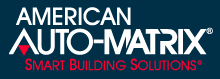 AMERICAN
AUTO-MATRIX®
SMART BUILDING SOLUTIONS®